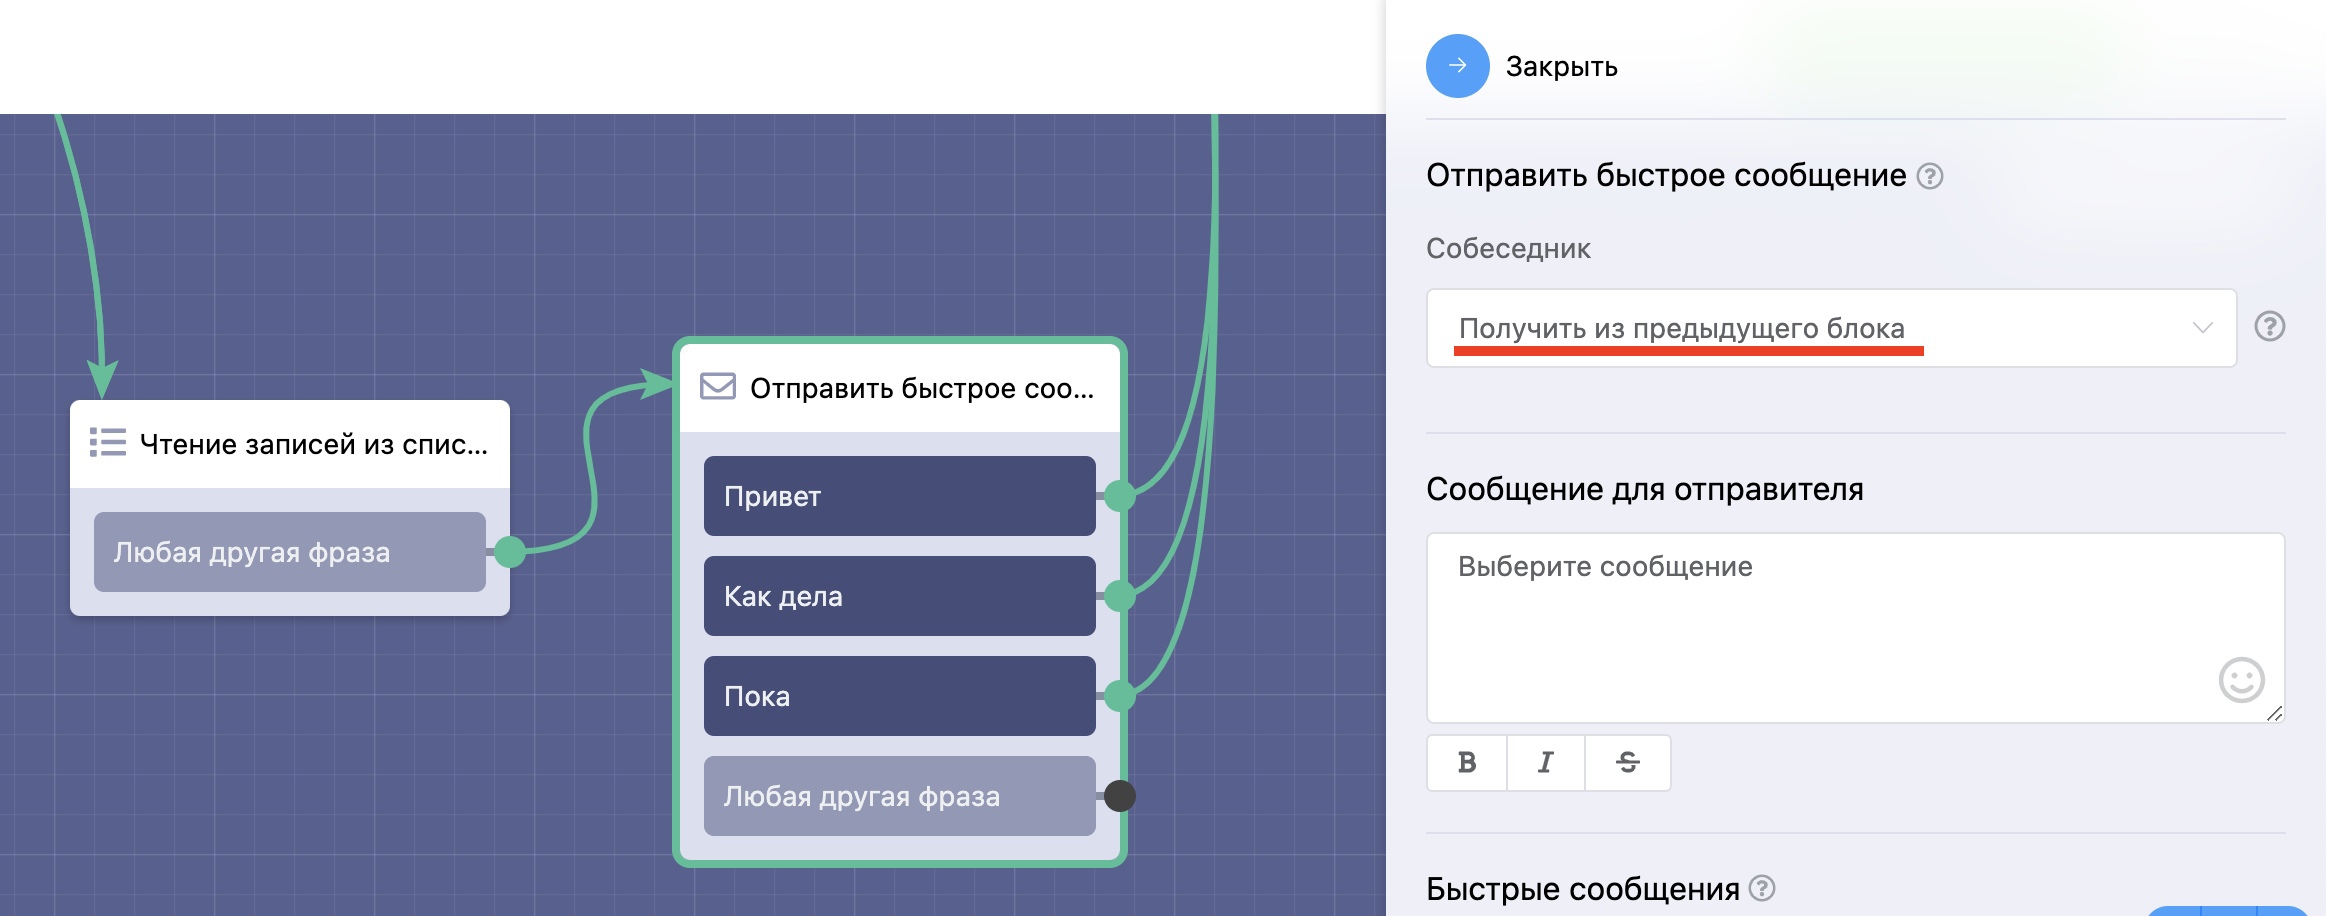 Чтение записей из спис...
Любая другая фраза
Отправить быстрое соо...
Привет
Как дела
Пока
Любая другая фраза
Закрыть
Отправить быстрое сообщение
Собеседник
Получить из предыдущего блока
Сообщение для отправителя
Выберите сообщение
B I S
Быстрые сообщения